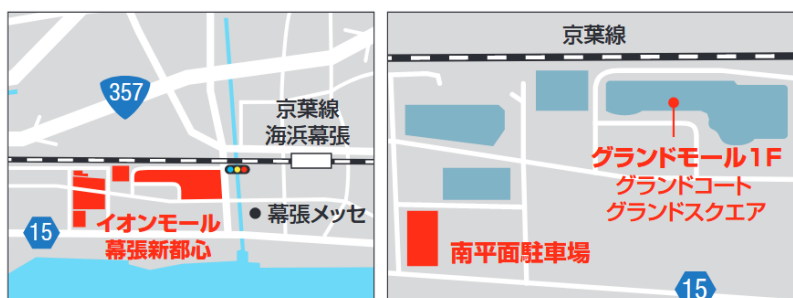 357
京葉線
海浜幕張
イオンモール
幕張新都心
幕張メッセ
15
京葉線
グランドモール1F
グランドコート
グランドスクエア
南平面駐車場
15